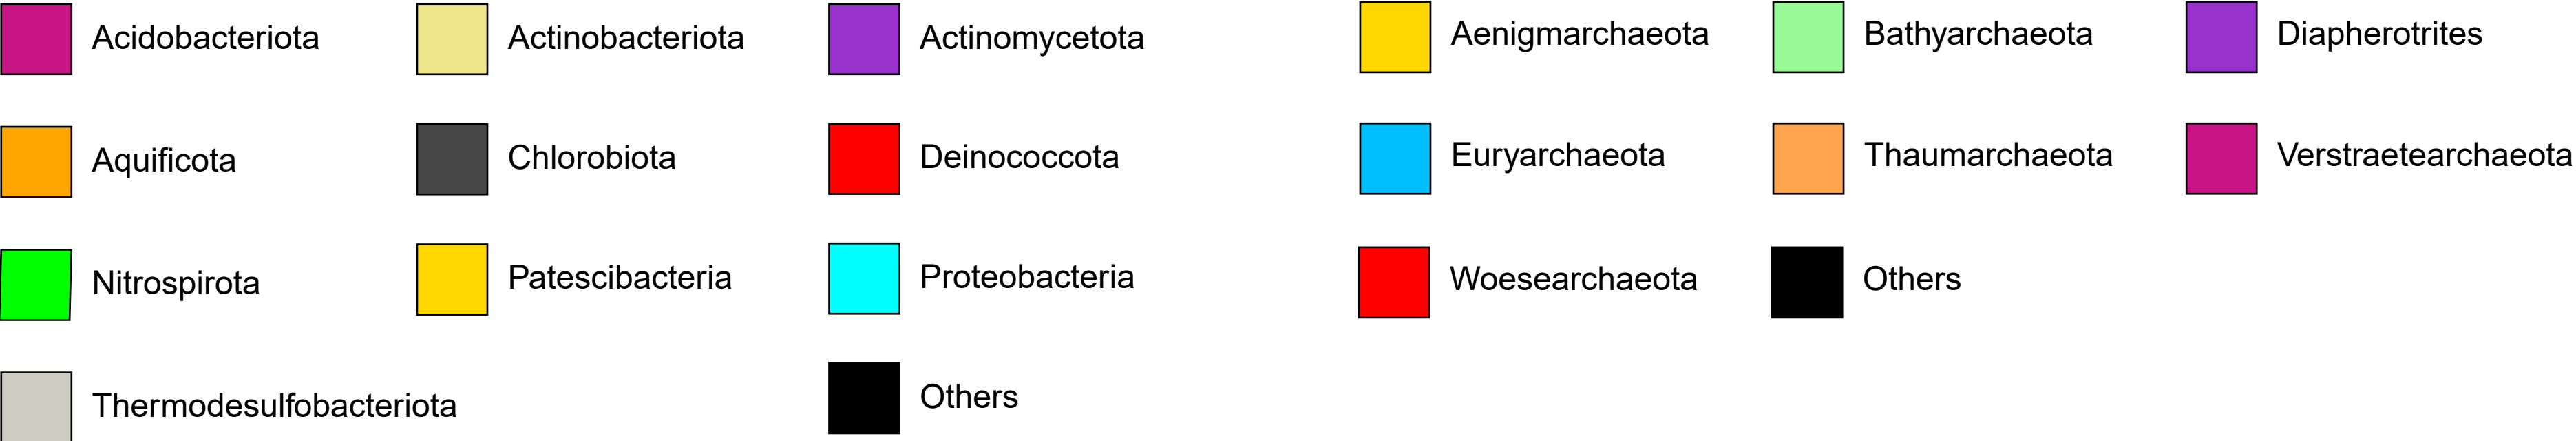 Acidobacteriota
Actinobacteriota
Actinomycetota
Aquificota
Chlorobiota
Deinococcota
Nitrospirota
Patescibacteria
Proteobacteria
Thermodesulfobacteriota
Others
Aenigmarchaeota
Bathyarchaeota
Diapherotrites
Euryarchaeota
Thaumarchaeota
Verstraetearchaeota
Woesearchaeota
Others